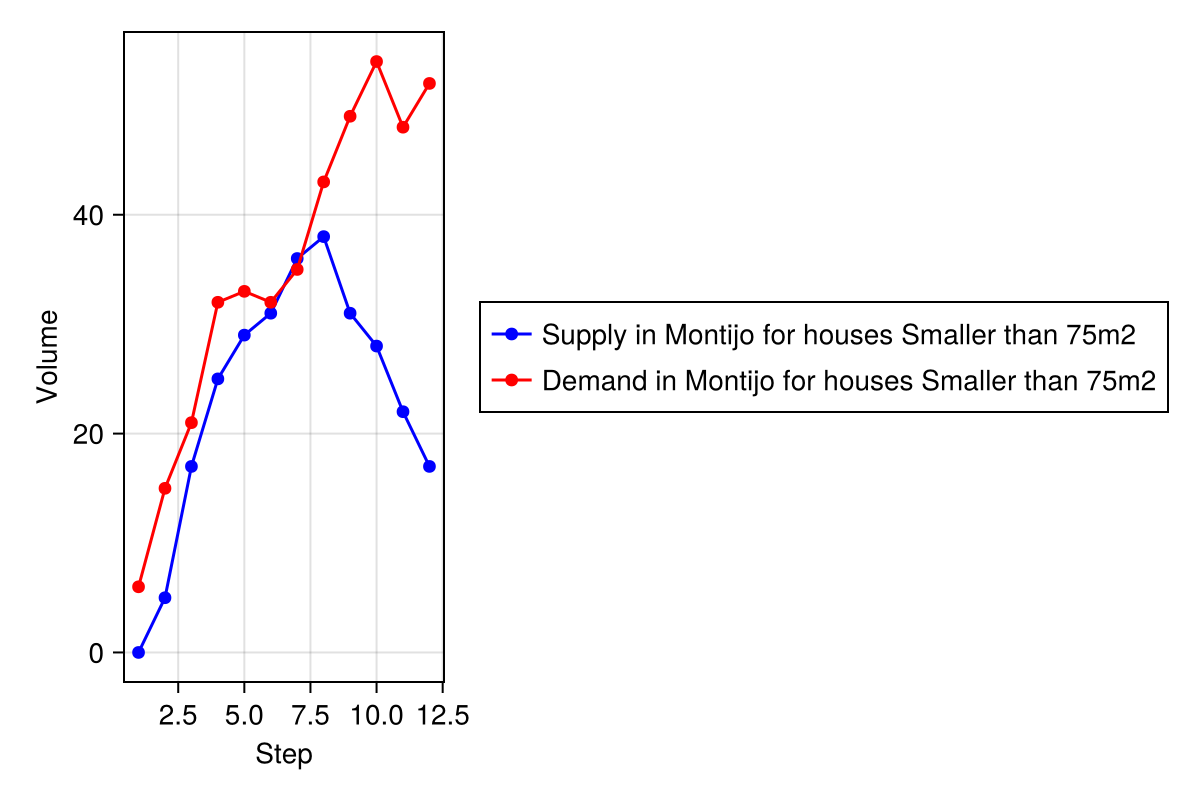 Volume
40
20
0
2.5 5.0 7.5 10.0 12.5
Step
Supply in Montijo for houses Smaller than 75m2
Demand in Montijo for houses Smaller than 75m2